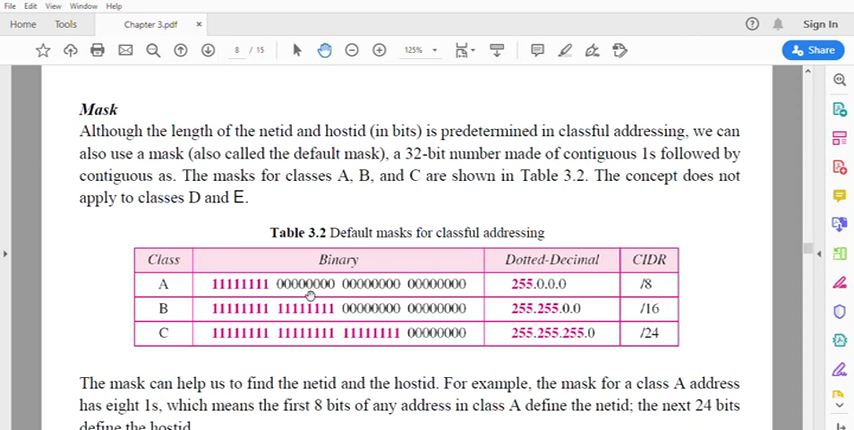 File Edit View Window Help
Home Tools Chapter 3.pdf × Sign In
8 / 15 125% Share
Mask
Although the length of the netid and hostid (in bits) is predetermined in classful addressing, we can
also use a mask (also called the default mask), a 32-bit number made of contiguous 1s followed by
contiguous as. The masks for classes A, B, and C are shown in Table 3.2. The concept does not
apply to classes D and E.
Table 3.2 Default masks for classful addressing
Class Binary Dotted-Decimal CIDR
A 11111111 00000000 00000000 00000000 255.0.0.0 /8
B 11111111 11111111 00000000 00000000 255.255.0.0 /16
C 11111111 11111111 11111111 00000000 255.255.255.0 /24
The mask can help us to find the netid and the hostid. For example, the mask for a class A address
has eight 1s, which means the first 8 bits of any address in class A define the netid; the next 24 bits
define the hostid.